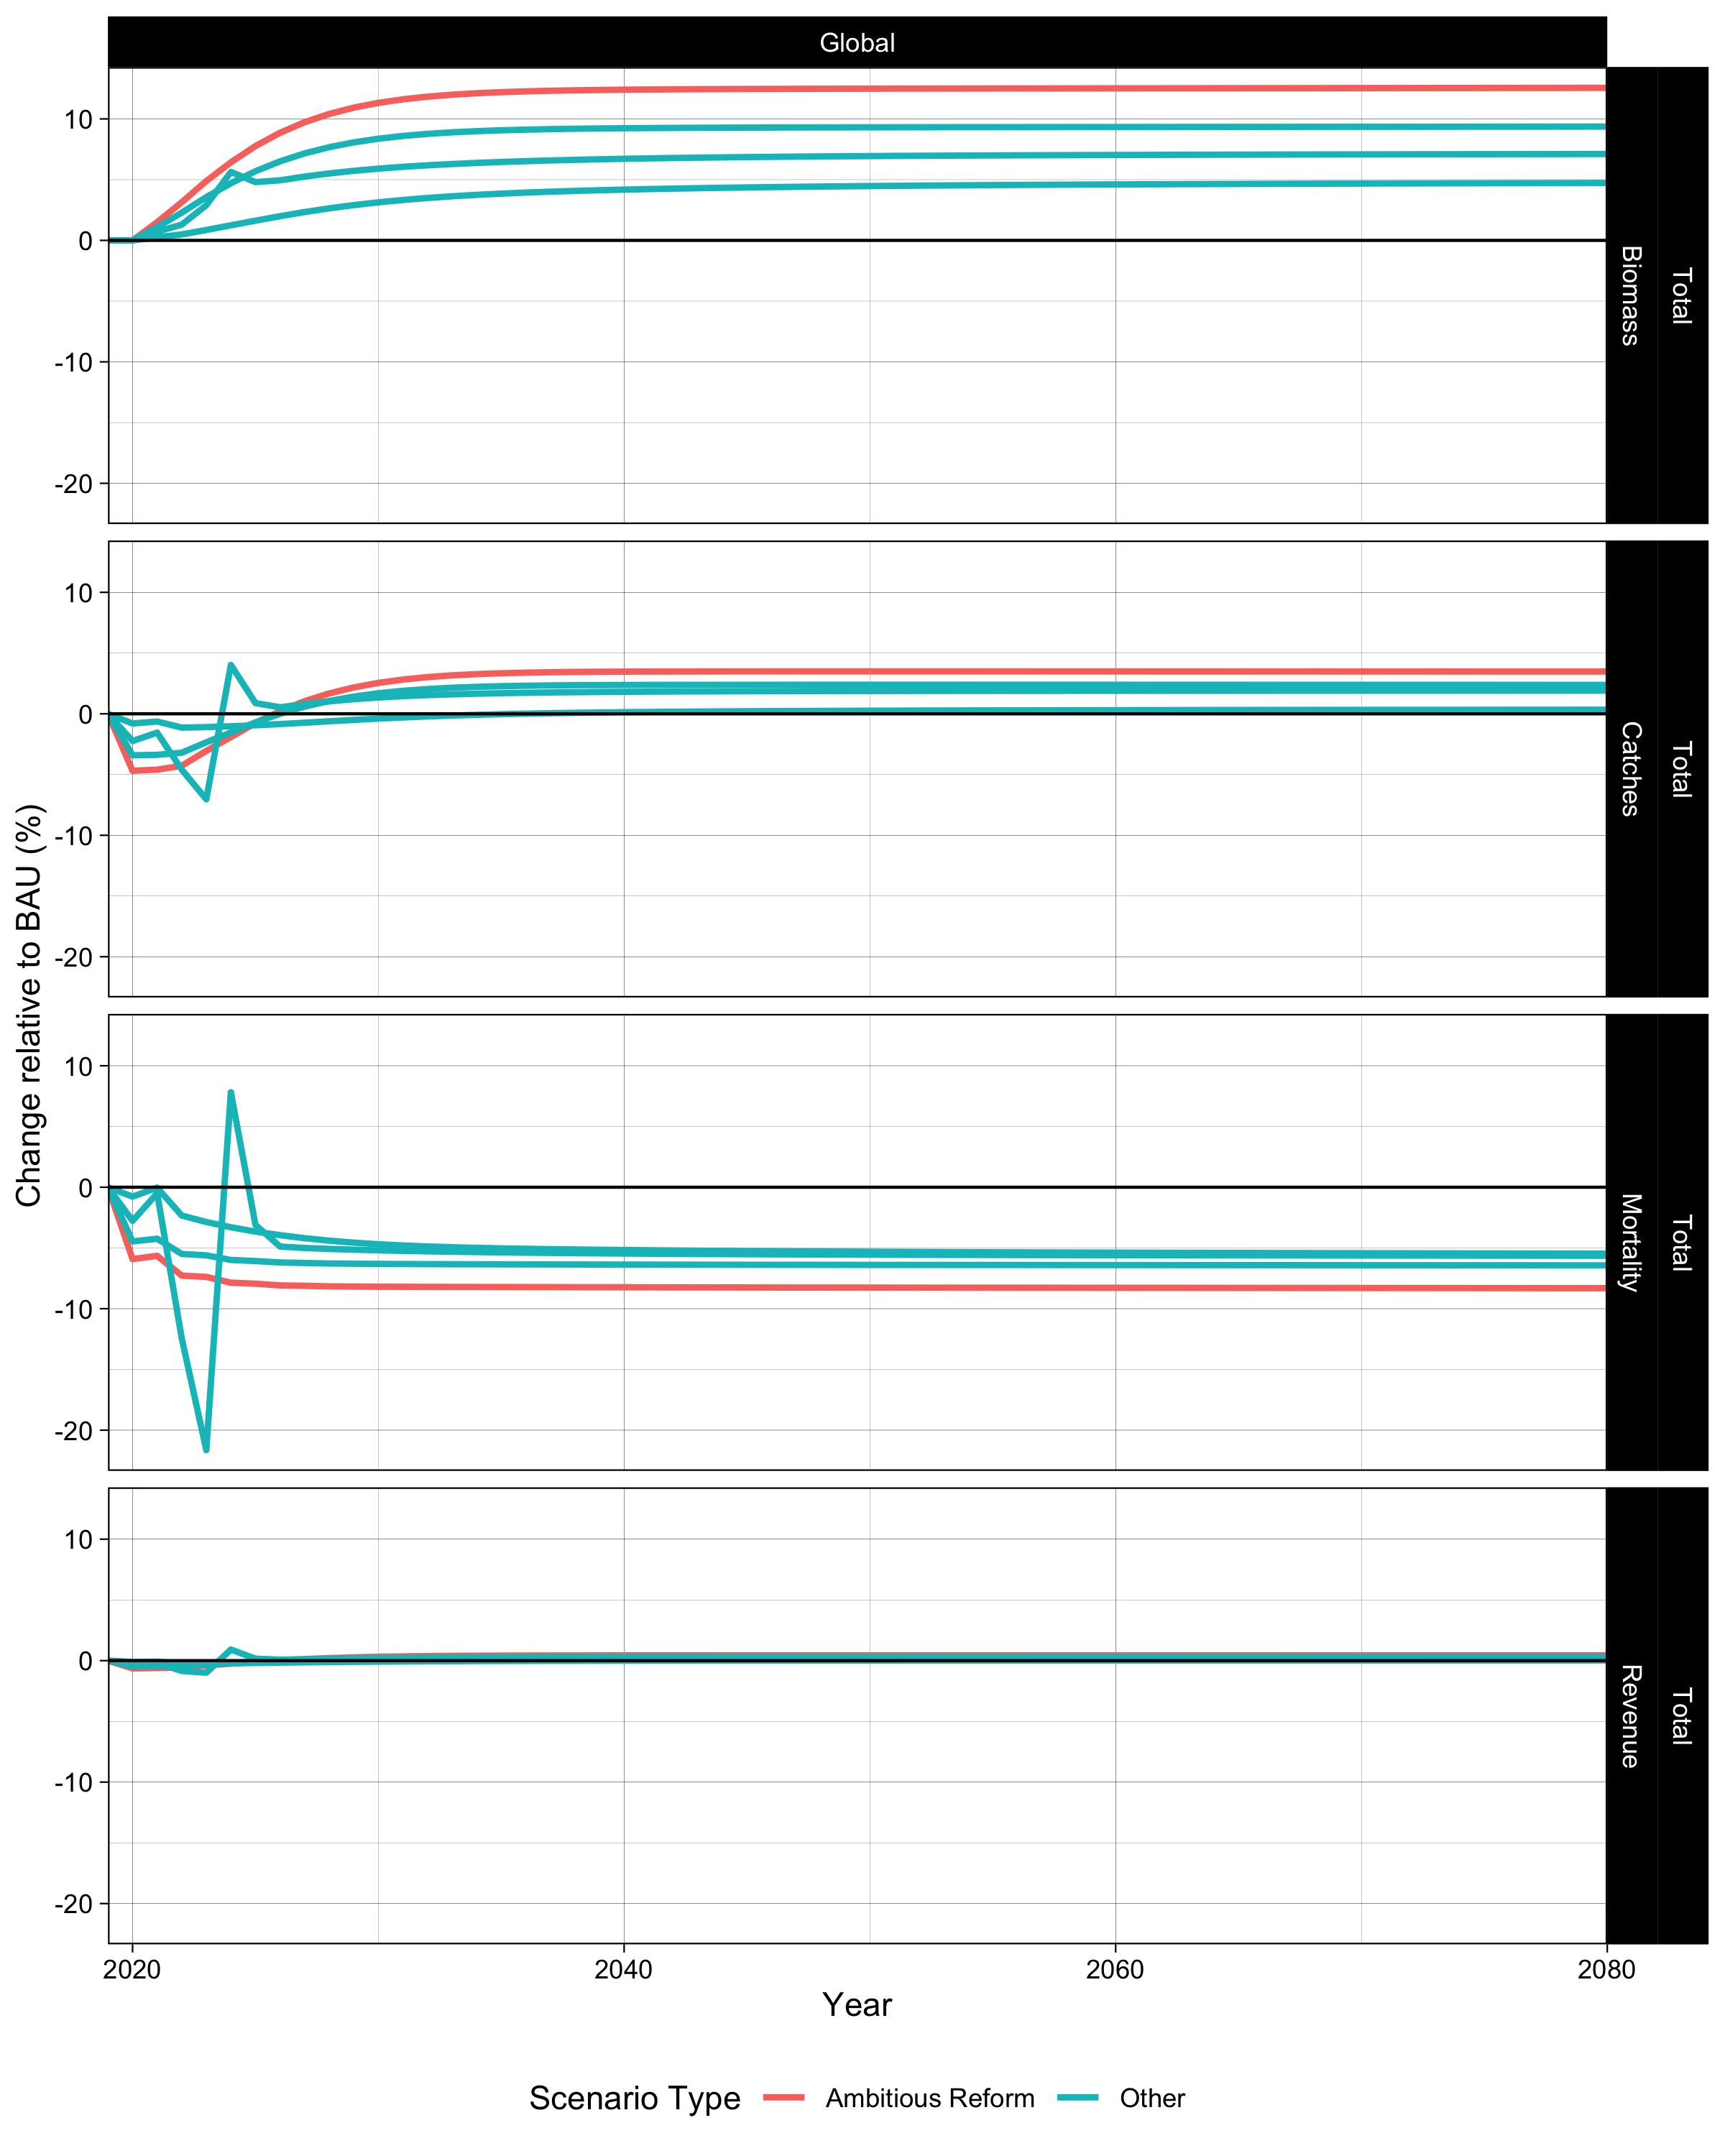 Global
10
0
-10
-20
Biomass
Total
10
0
-10
-20
Catches
Total
Change relative to BAU (%)
10
0
-10
-20
Mortality
Total
10
0
-10
-20
Revenue
Total
2020 2040 2060 2080
Year
Scenario Type Ambitious Reform Other